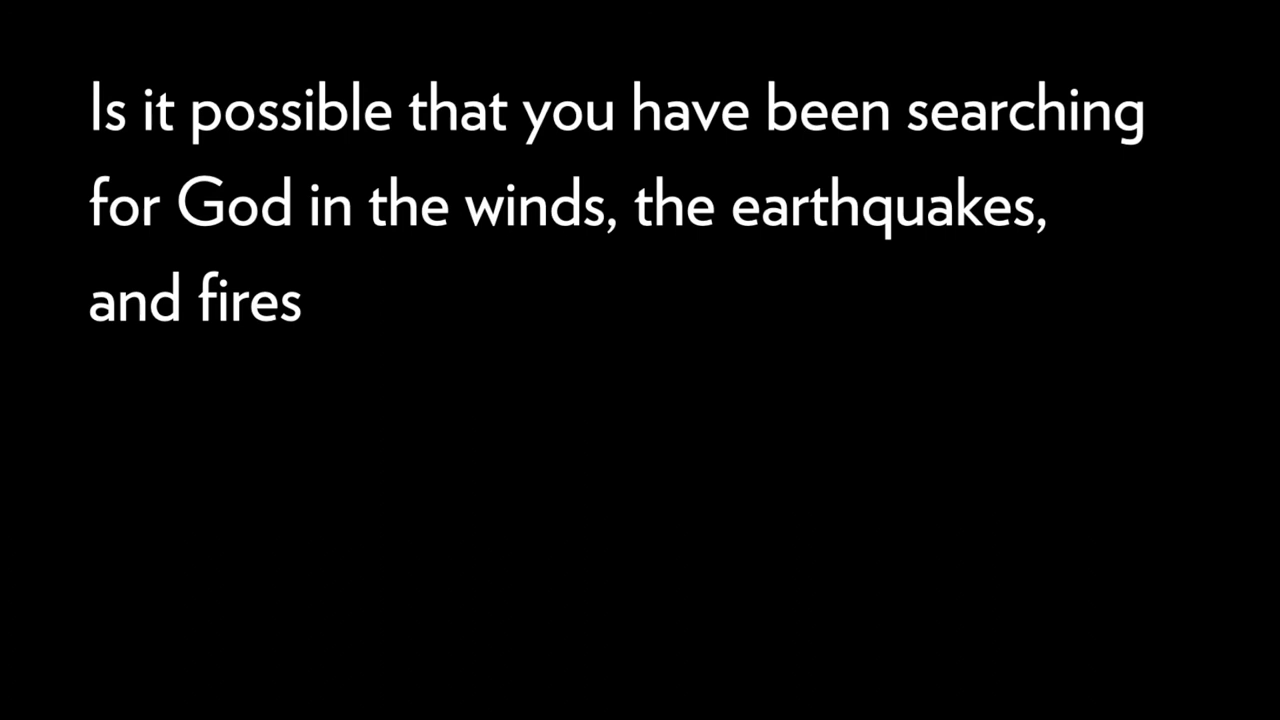 Is it possible that you have been searching
for God in the winds, the earthquakes,
and fires